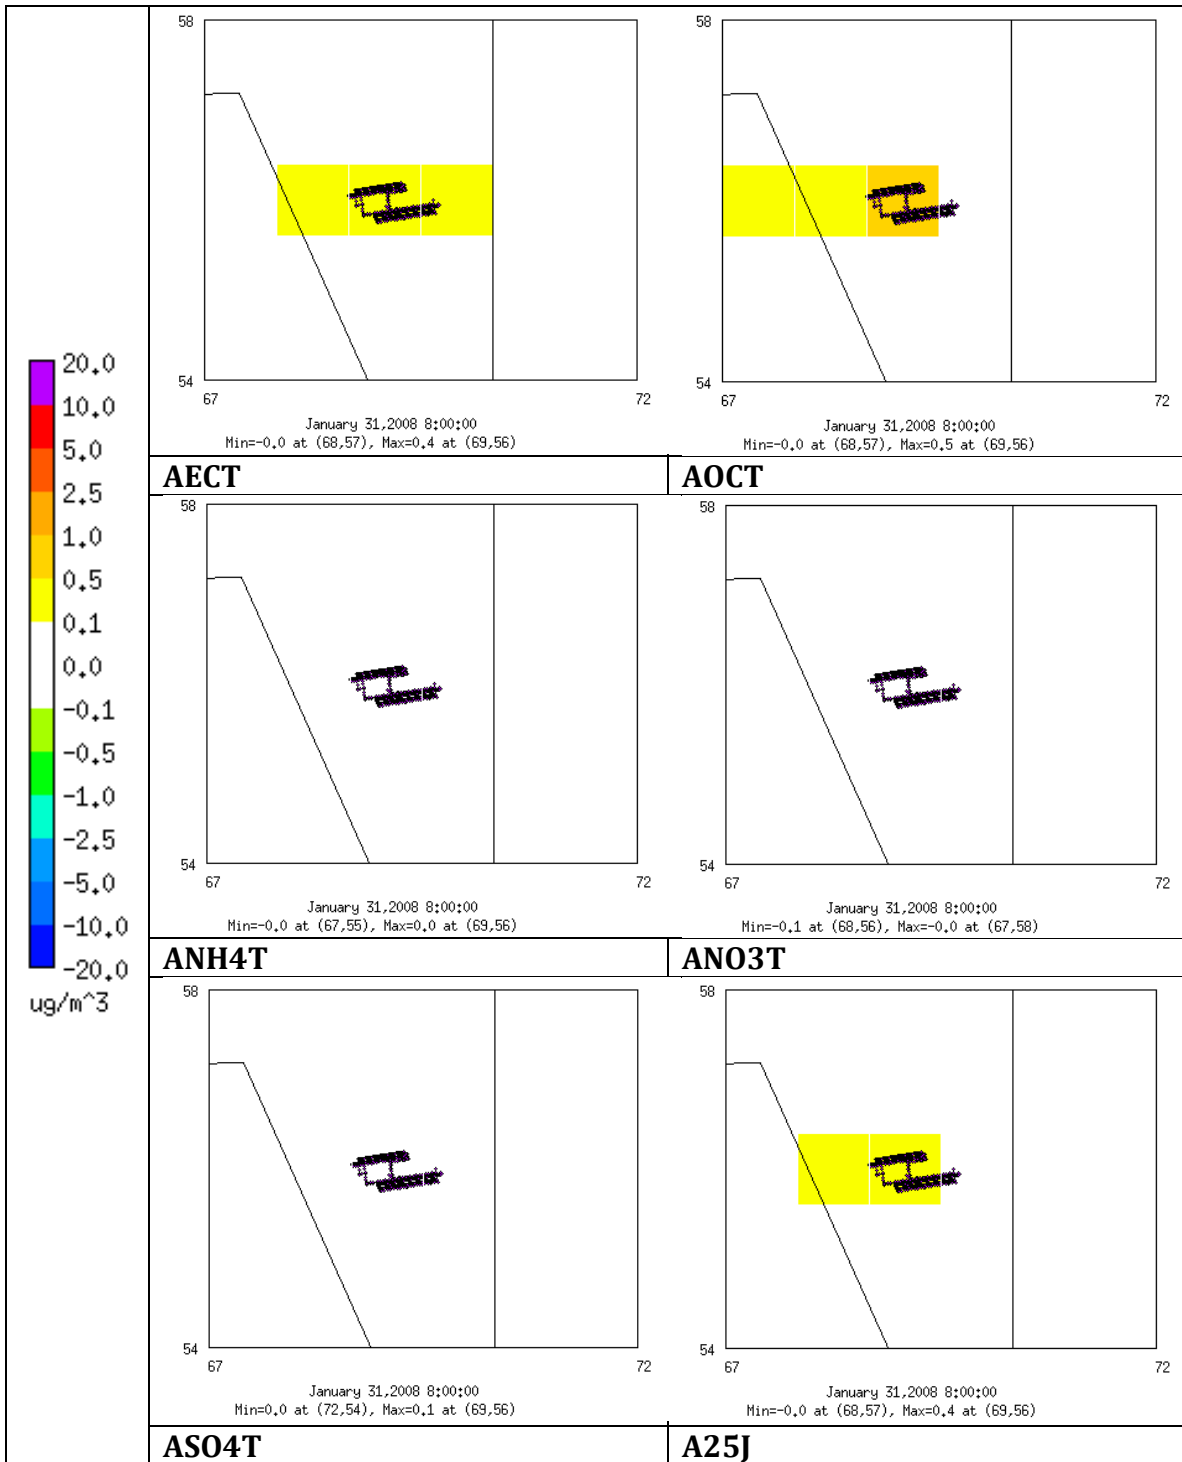 20.0
10.0
5.0
2.5
1.0
0.5
0.1
0.0
-0.1
-0.5
-1.0
-2.5
-5.0
-10.0
-20.0
ug/m^3
58
54
67
72
January 31,2008 8:00:00
Min=-0.0 at (68,57), Max=0.4 at (69,56)
AECT
58
54
67
72
January 31,2008 8:00:00
Min=-0.0 at (68,57), Max=0.5 at (69,56)
AOCT
58
54
67
72
January 31,2008 8:00:00
Min=-0.0 at (67,55), Max=0.0 at (69,56)
ANH4T
58
54
67
72
January 31,2008 8:00:00
Min=-0.1 at (68,56), Max=-0.0 at (67,58)
ANO3T
58
54
67
72
January 31,2008 8:00:00
Min=0.0 at (72,54), Max=0.1 at (69,56)
ASO4T
58
54
67
72
January 31,2008 8:00:00
Min=-0.0 at (68,57), Max=0.4 at (69,56)
A25J